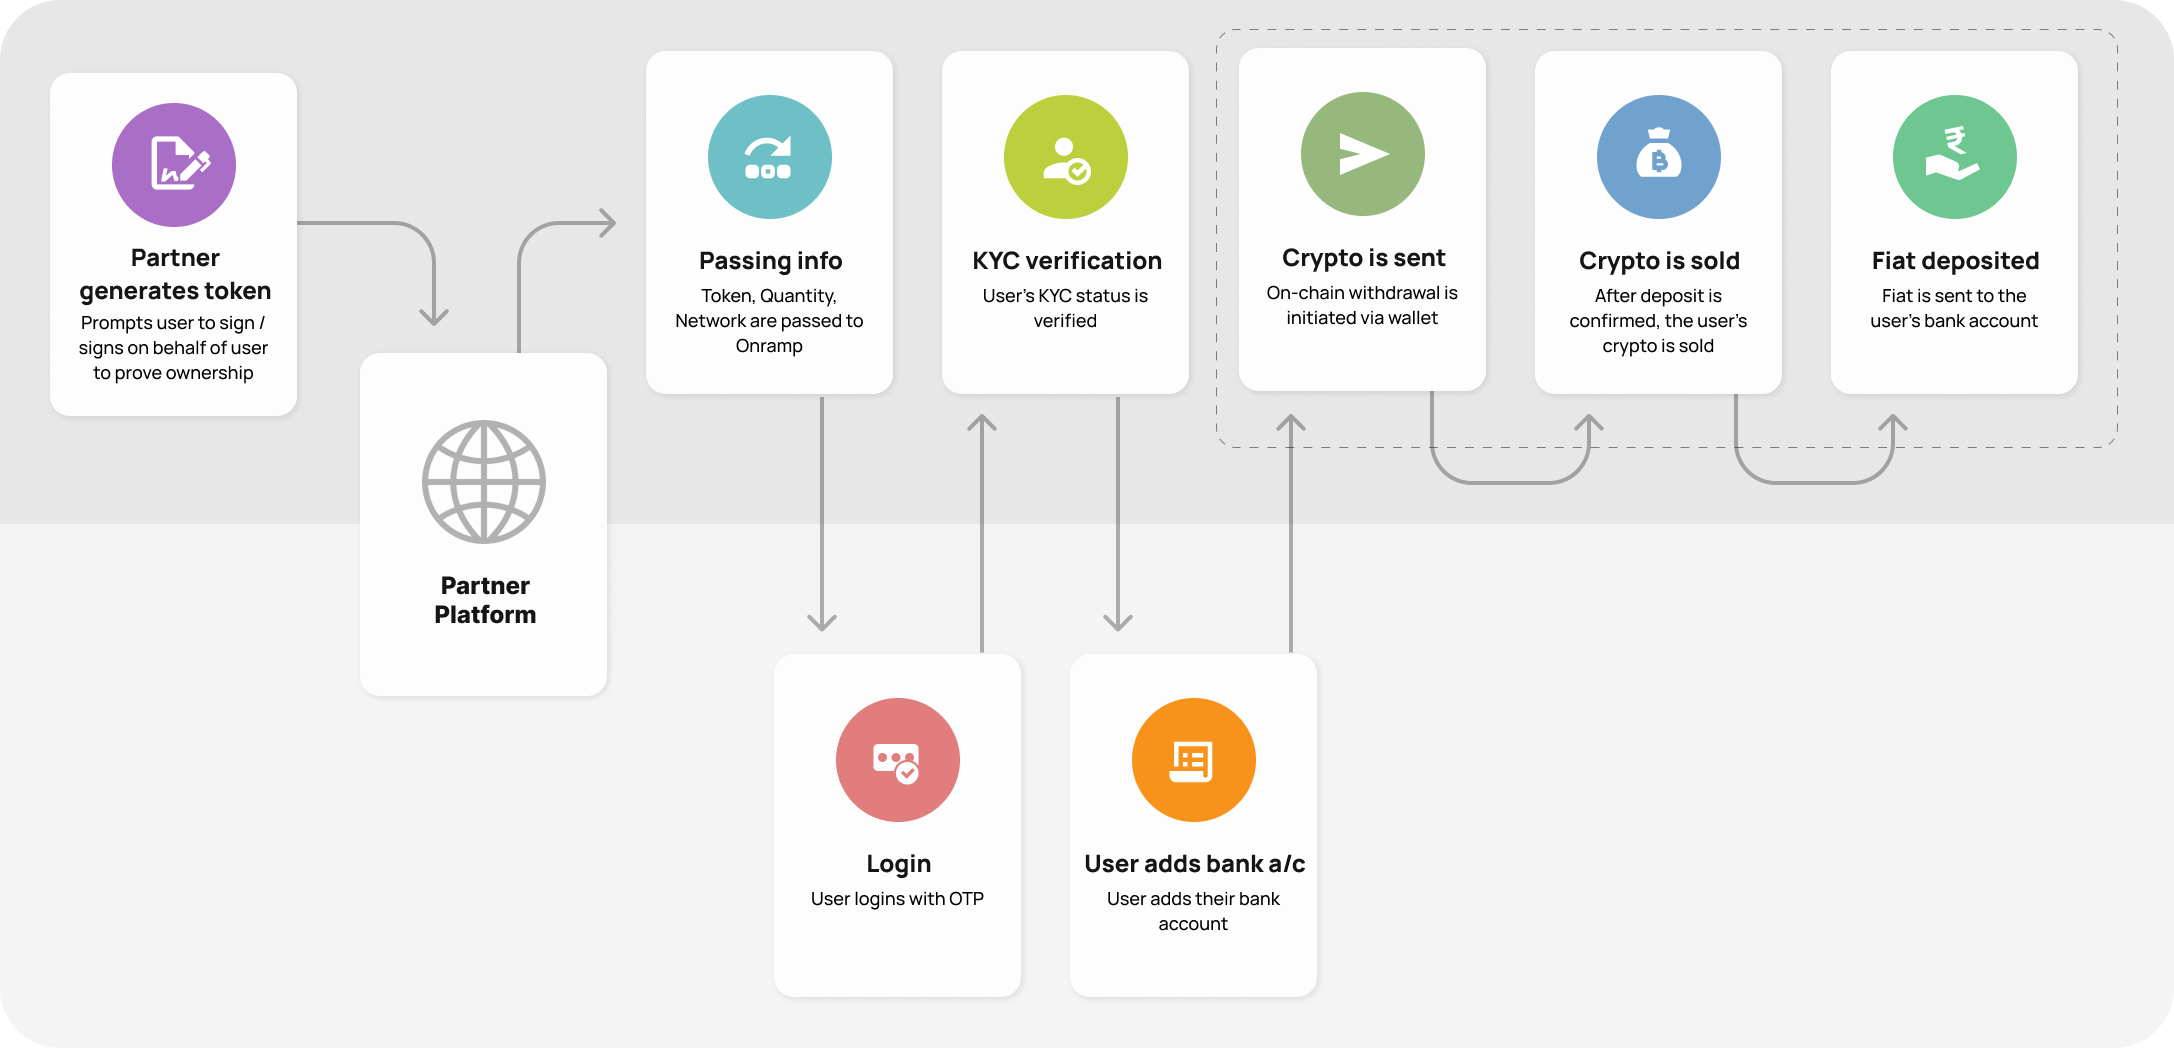 Partner
generates token
Prompts user to sign /
signs on behalf of user
to prove ownership
Partner
Platform
Passing info
Token, Quantity,
Network are passed to
Onramp
Login
User logins with OTP
KYC verification
User's KYC status is
verified
User adds bank a/c
User adds their bank
account
Crypto is sent
On-chain withdrawal is
initiated via wallet
Crypto is sold
After deposit is
confirmed, the user's
crypto is sold
Fiat deposited
Fiat is sent to the
user's bank account